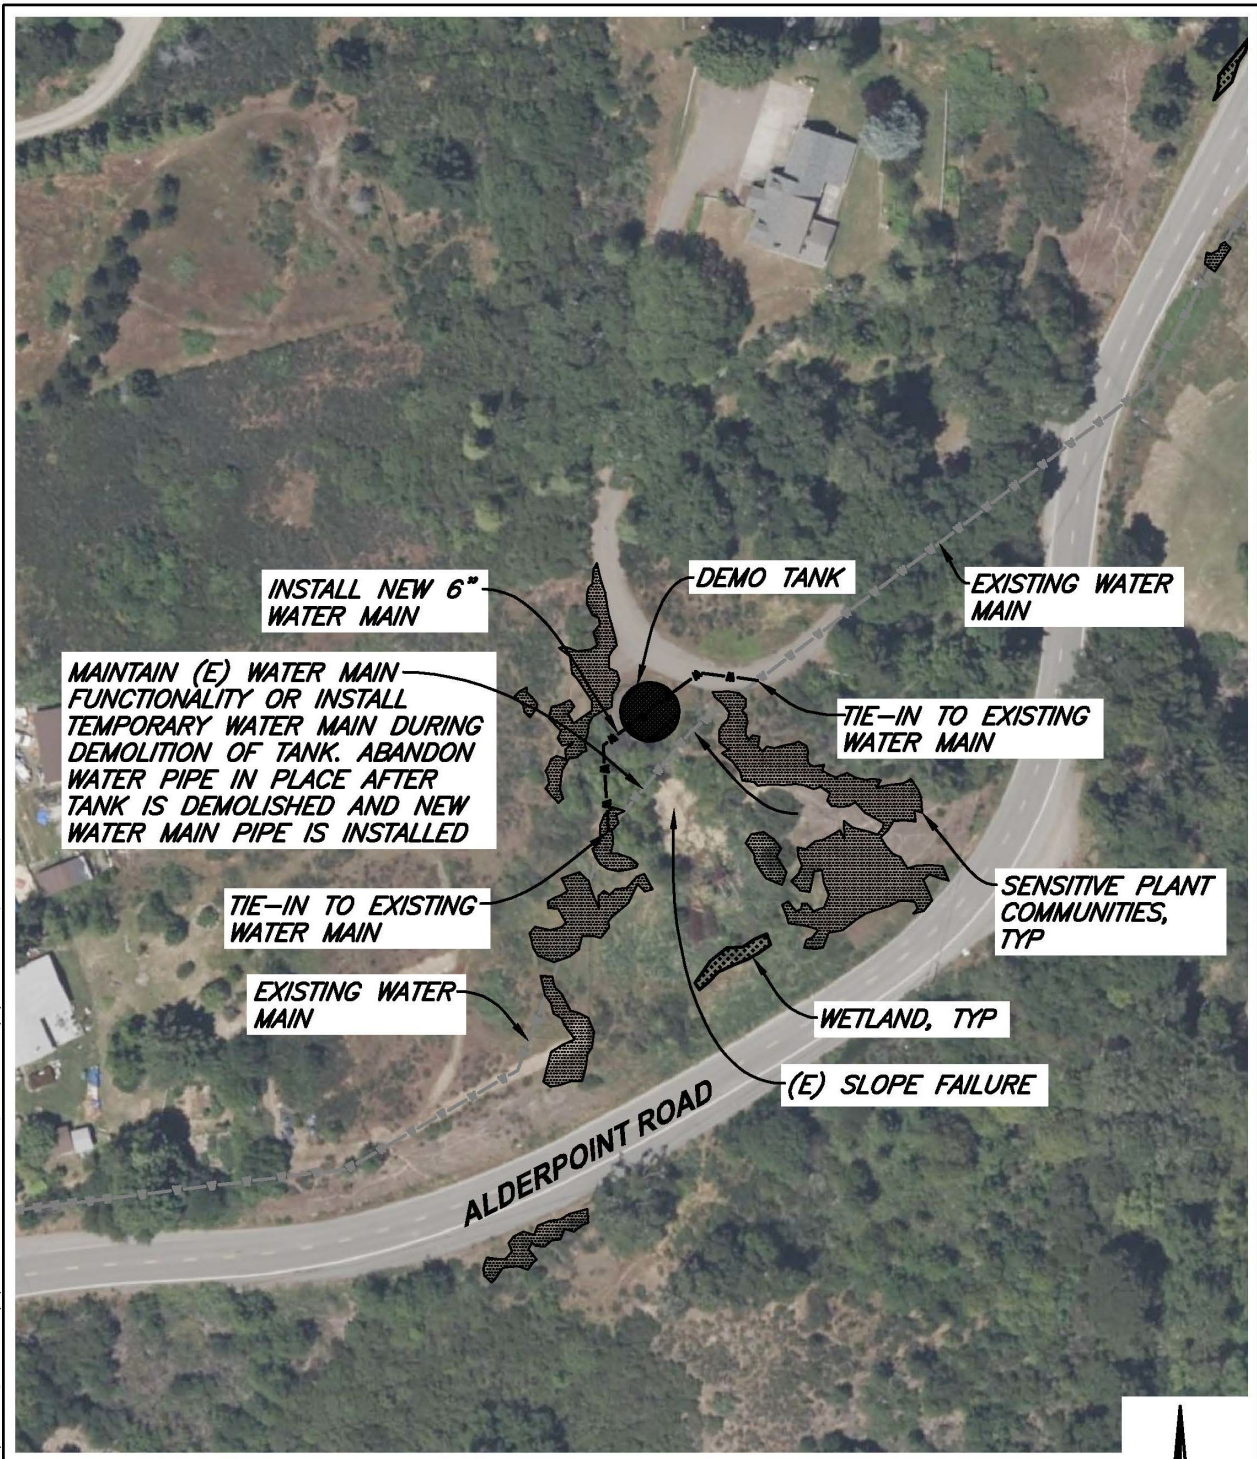 INSTALL NEW 6"
WATER MAIN
DEMO TANK
EXISTING WATER
MAIN
MAINTAIN (E) WATER MAIN
FUNCTIONALITY OR INSTALL
TEMPORARY WATER MAIN DURING
DEMOLITION OF TANK. ABANDON
WATER PIPE IN PLACE AFTER
TANK IS DEMOLISHED AND NEW
WATER MAIN PIPE IS INSTALLED
TIE-IN TO EXISTING
WATER MAIN
TIE-IN TO EXISTING
WATER MAIN
SENSITIVE PLANT
COMMUNITIES,
TYP
EXISTING WATER
MAIN
WETLAND, TYP
(E) SLOPE FAILURE
ALDERPOINT ROAD